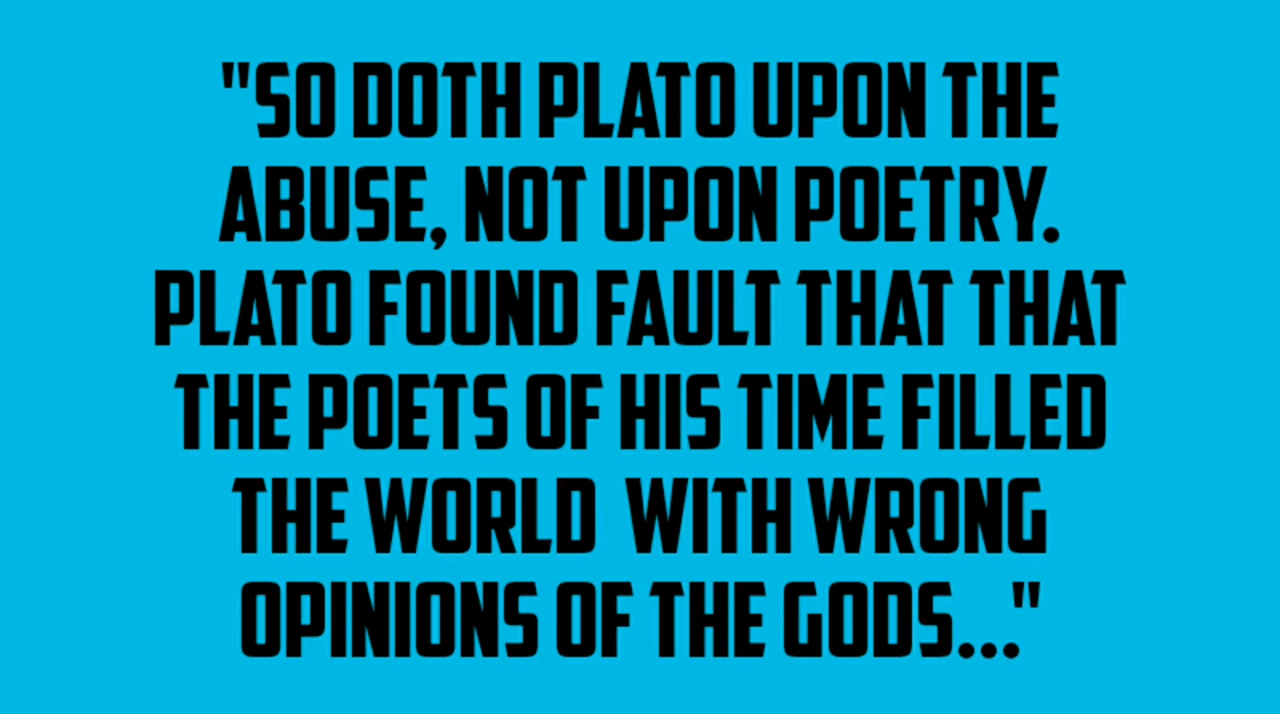 "SO DOTH PLATO UPON THE
ABUSE, NOT UPON POETRY.
PLATO FOUND FAULT THAT THAT
THE POETS OF HIS TIME FILLED
THE WORLD  WITH WRONG
OPINIONS OF THE GODS..."